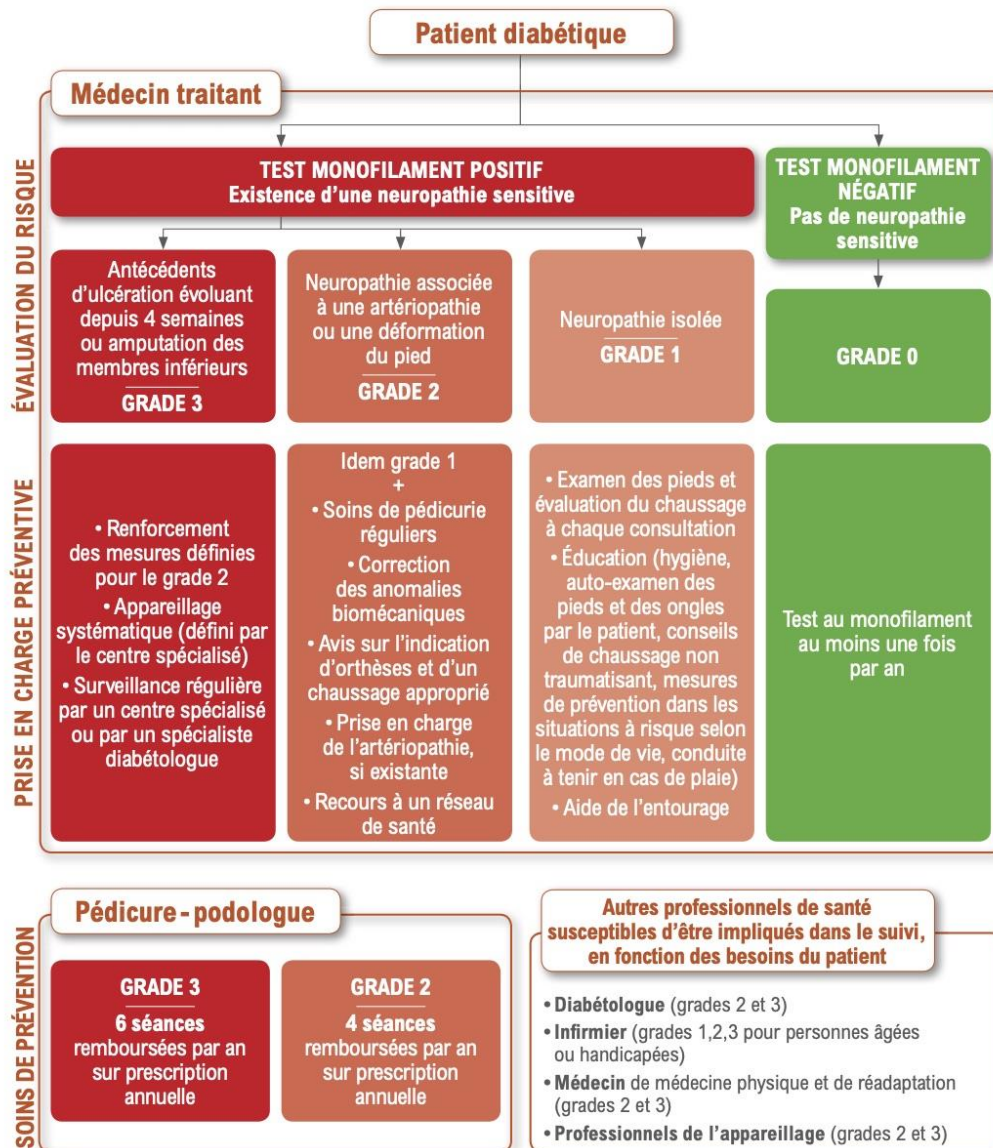 Patient diabétique
Médecin traitant
ÉVALUATION DU RISQUE
TEST MONOFILAMENT POSITIF
Existence d'une neuropathie sensitive
TEST MONOFILAMENT
NÉGATIF
Pas de neuropathie
sensitive
Antécédents
d'ulcération évoluant
depuis 4 semaines
ou amputation des
membres inférieurs
GRADE 3
Neuropathie associée
à une artériopathie
ou une déformation
du pied
GRADE 2
Neuropathie isolée
GRADE 1
GRADE 0
PRISE EN CHARGE PRÉVENTIVE
• Renforcement
des mesures définies
pour le grade 2
• Appareillage
systématique (défini par
le centre spécialisé)
• Surveillance régulière
par un centre spécialisé
ou par un spécialiste
diabétologue
Idem grade 1
+
• Soins de pédicurie
réguliers
• Correction
des anomalies
biomécaniques
• Avis sur l'indication
d'orthèses et d'un
chaussage approprié
• Prise en charge
de l'artériopathie,
si existante
• Recours à un réseau
de santé
• Examen des pieds et
évaluation du chaussage
à chaque consultation
• Éducation (hygiène,
auto-examen des
pieds et des ongles
par le patient, conseils
de chaussage non
traumatisant, mesures
de prévention dans les
situations à risque selon
le mode de vie, conduite
à tenir en cas de plaie)
• Aide de l'entourage
Test au monofilament
au moins une fois
par an
SOINS DE PRÉVENTION
Pédicure-podologue
GRADE 3
6 séances
remboursées par an
sur prescription
annuelle
GRADE 2
4 séances
remboursées par an
sur prescription
annuelle
Autres professionnels de santé
susceptibles d'être impliqués dans le suivi,
en fonction des besoins du patient
• Diabétologue (grades 2 et 3)
• Infirmier (grades 1,2,3 pour personnes âgées
ou handicapées)
• Médecin de médecine physique et de réadaptation
(grades 2 et 3)
• Professionnels de l'appareillage (grades 2 et 3)